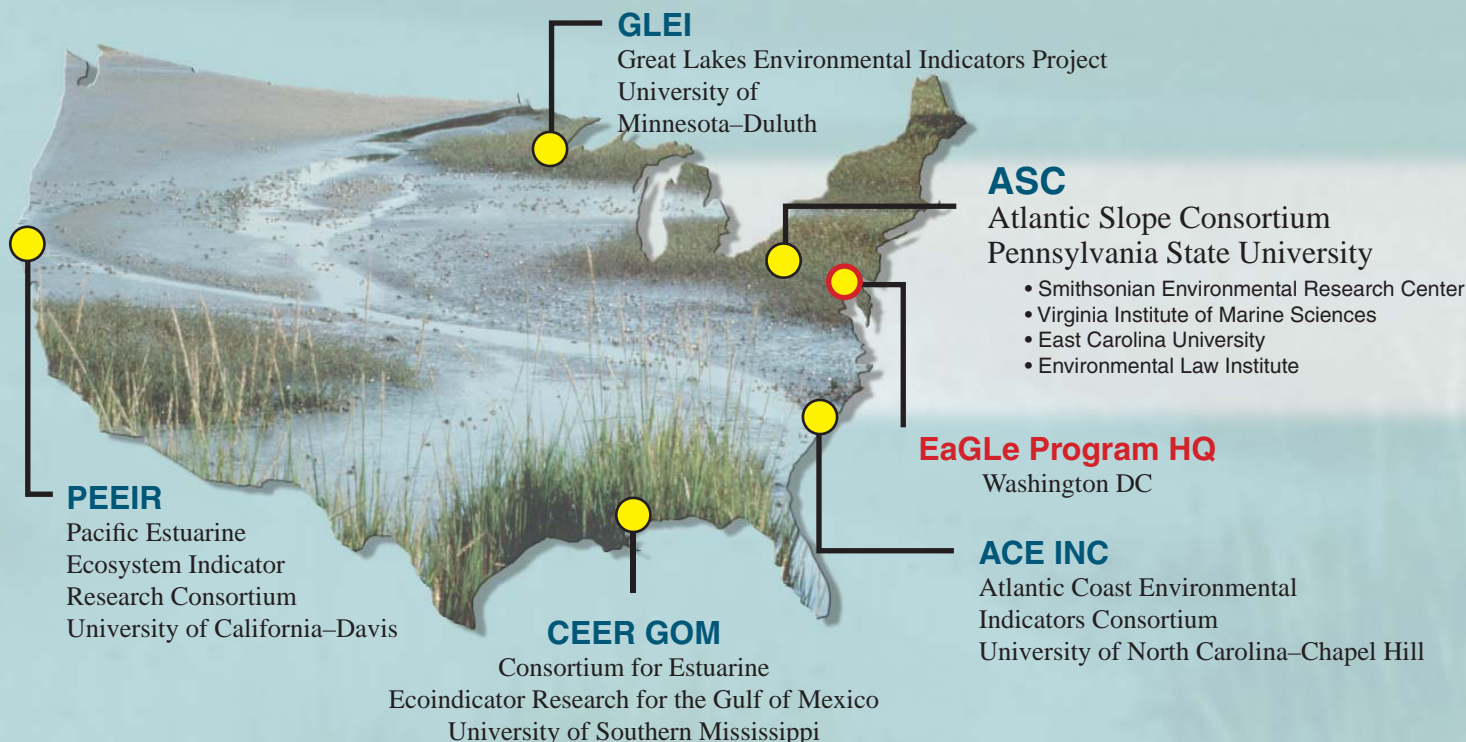 GLEI
Great Lakes Environmental Indicators Project
University of
Minnesota–Duluth
ASC
Atlantic Slope Consortium
Pennsylvania State University
• Smithsonian Environmental Research Center
• Virginia Institute of Marine Sciences
• East Carolina University
• Environmental Law Institute
EaGLe Program HQ
Washington DC
PEEIR
Pacific Estuarine
Ecosystem Indicator
Research Consortium
University of California–Davis
CEER GOM
Consortium for Estuarine
Ecoindicator Research for the Gulf of Mexico
University of Southern Mississippi
ACE INC
Atlantic Coast Environmental
Indicators Consortium
University of North Carolina–Chapel Hill